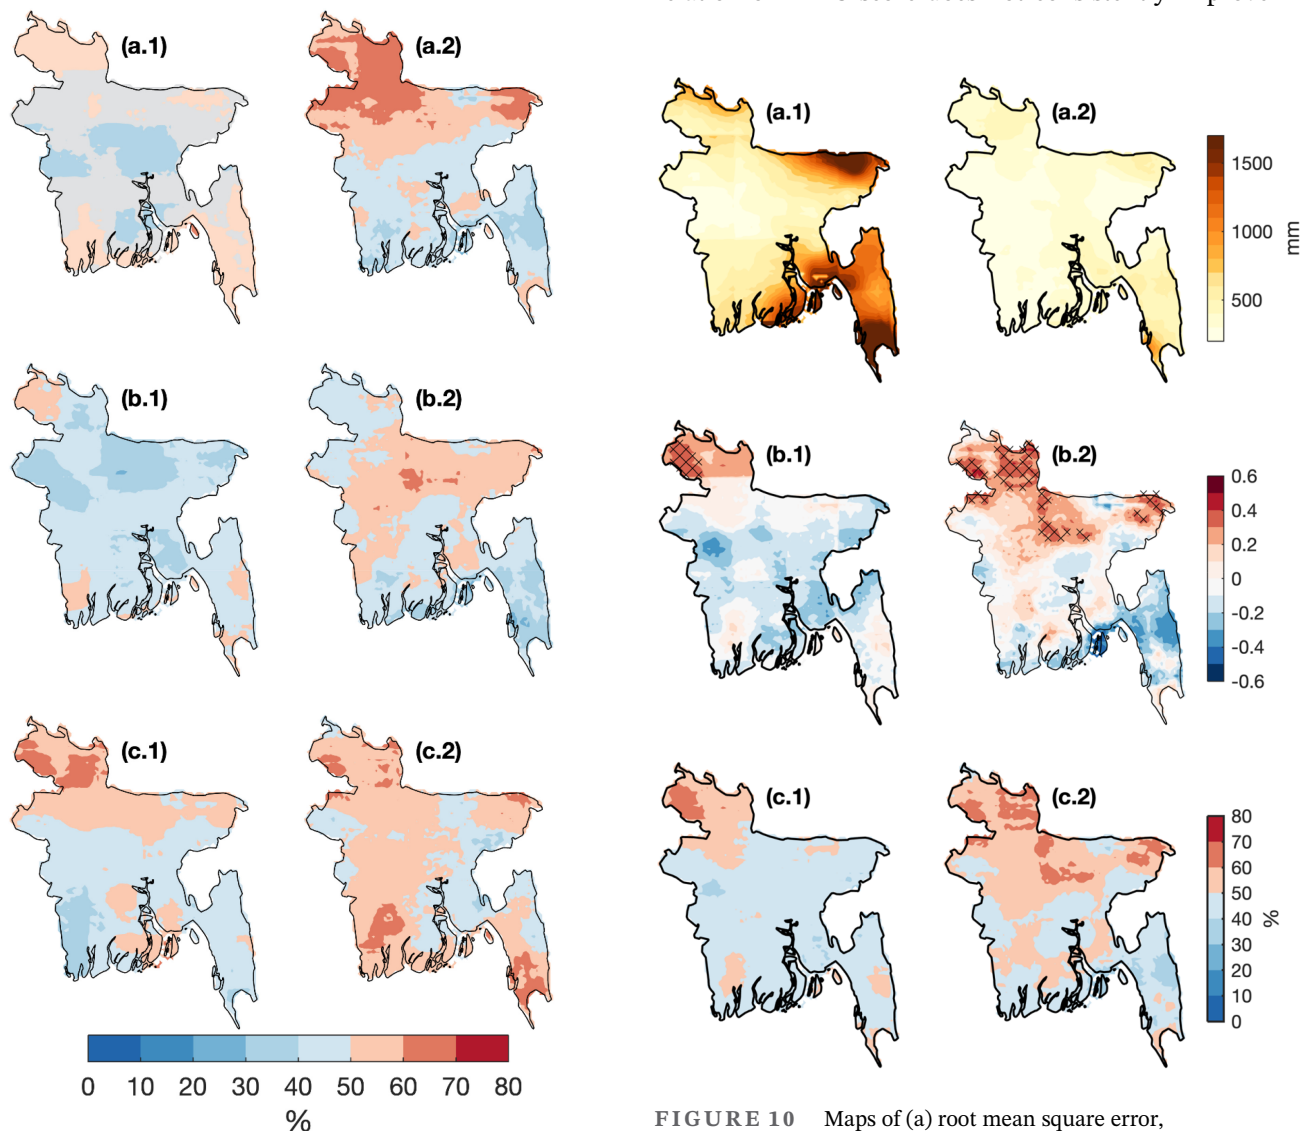 (a.1)
(a.2)
(b.1)
(b.2)
(c.1)
(c.2)
0 10 20 30 40 50 60 70 80
%
(a.1)
(a.2)
1500
1000
500
mm
(b.1)
(b.2)
0.6
0.4
0.2
0
-0.2
-0.4
-0.6
(c.1)
(c.2)
80
70
60
50
40
30
20
10
0
%
FIGURE 10 Maps of (a) root mean square error,